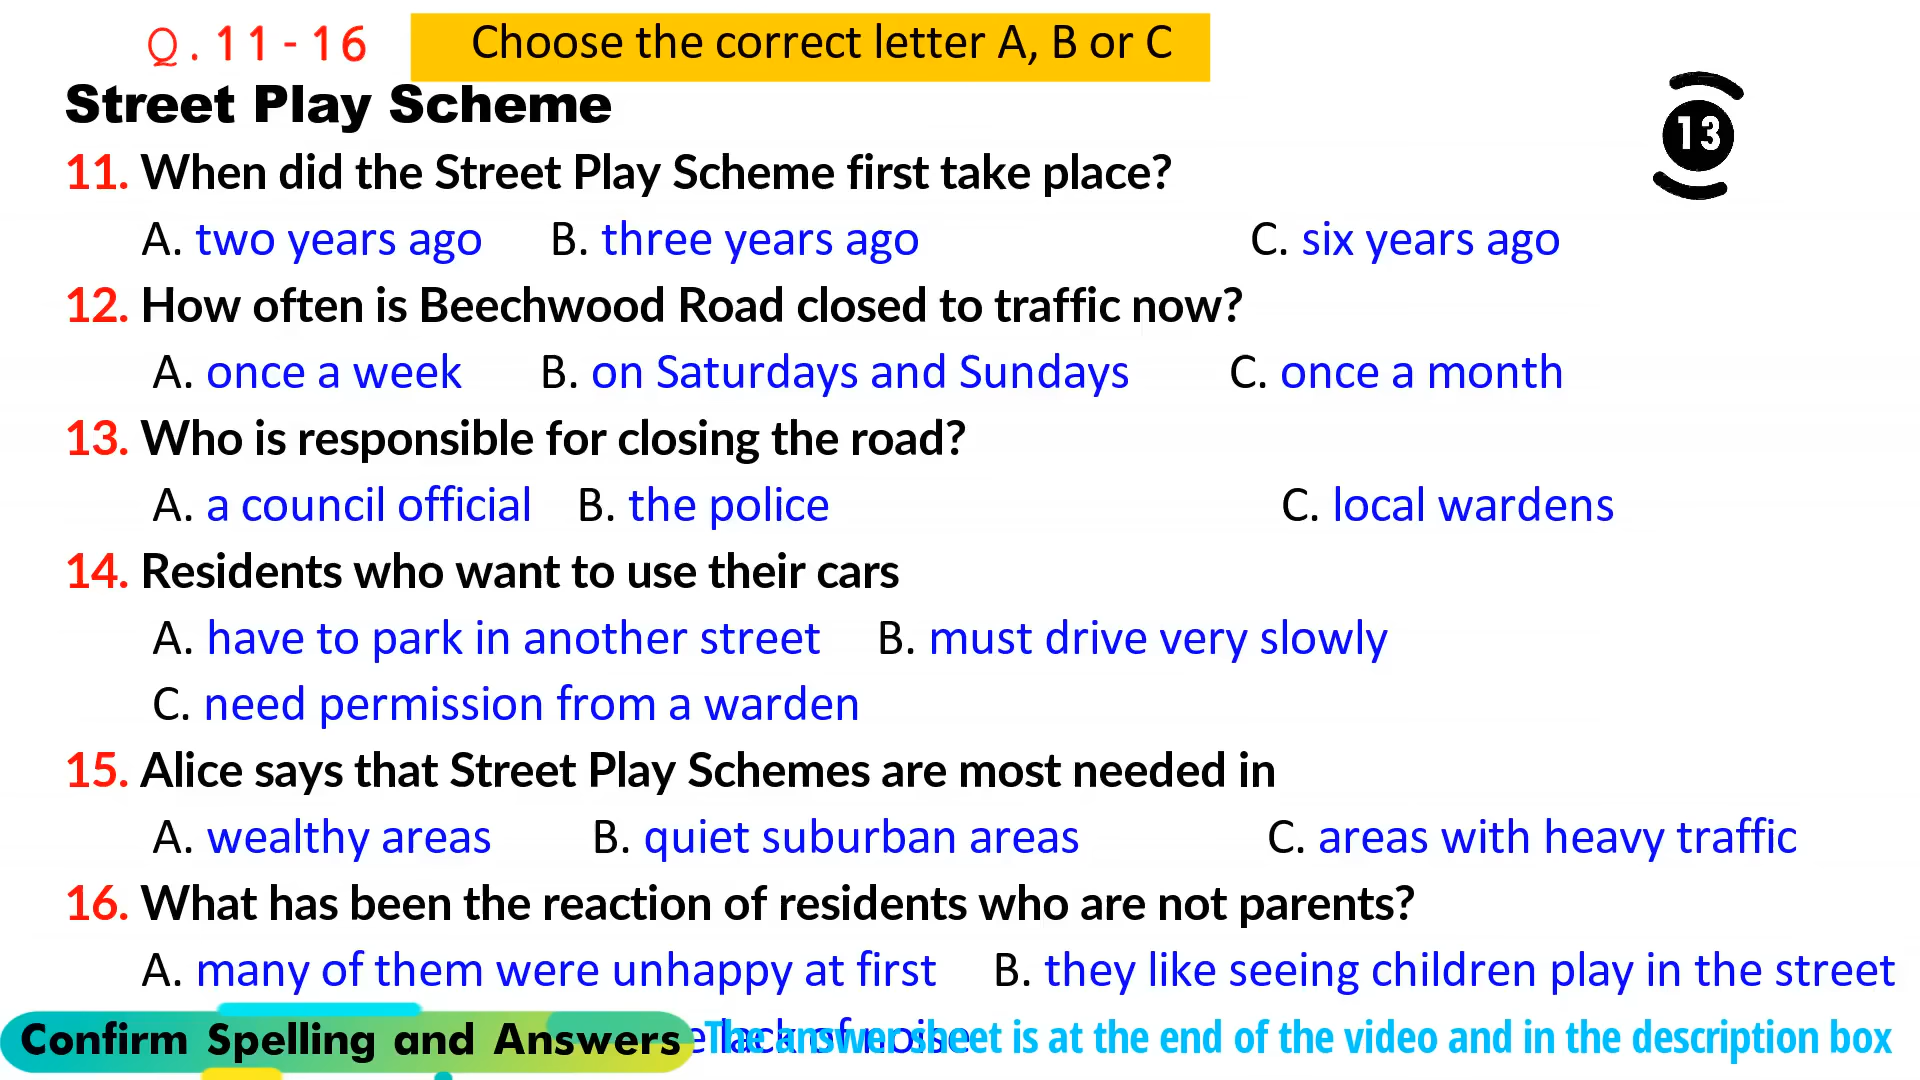 Q.11-16 Choose the correct letter A, B or C
Street Play Scheme
13
11. When did the Street Play Scheme first take place?
A. two years ago B. three years ago C. six years ago
12. How often is Beechwood Road closed to traffic now?
A. once a week B. on Saturdays and Sundays C. once a month
13. Who is responsible for closing the road?
A. a council official B. the police C. local wardens
14. Residents who want to use their cars
A. have to park in another street B. must drive very slowly
C. need permission from a warden
15. Alice says that Street Play Schemes are most needed in
A. wealthy areas B. quiet suburban areas C. areas with heavy traffic
16. What has been the reaction of residents who are not parents?
A. many of them were unhappy at first B. they like seeing children play in the street
lack of noise
Confirm Spelling and Answers The answer sheet is at the end of the video and in the description box